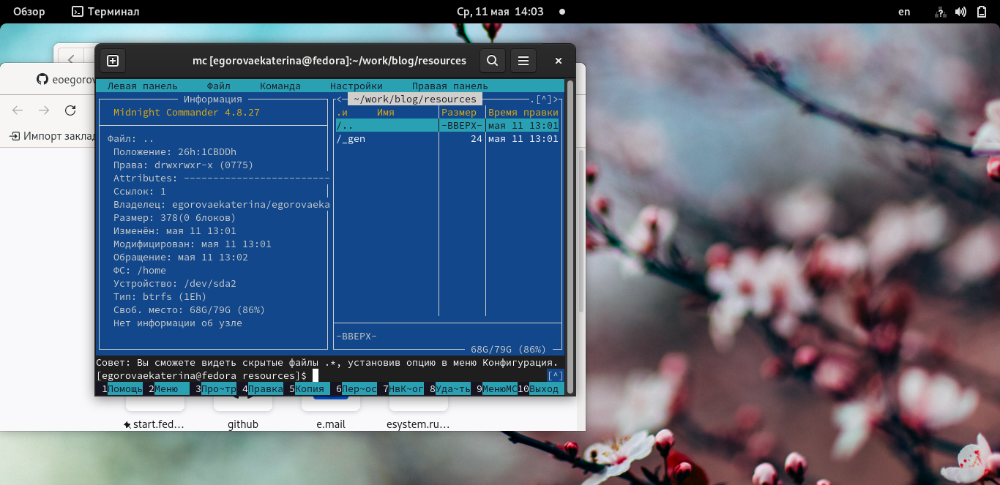 Обзор Терминал Ср, 11 мая 14:03 en
mc [egorovaekaterina@fedora]:~/work/blog/resources
eoegorov
Импорт заклад
Левая панель Файл Команда Настройки Правая панель
Информация
Midnight Commander 4.8.27
Файл: ..
Положение: 26h:1CBDDh
Права: drwxrwxr-x (0775)
Attributes: -------------------------
Ссылок: 1
Владелец: egorovaekaterina/egorovaeka
Размер: 378(0 блоков)
Изменён: мая 11 13:01
Модифицирован: мая 11 13:01
Обращение: мая 11 13:02
ФС: /home
Устройство: /dev/sda2
Тип: btrfs (1Eh)
Своб. место: 68G/79G (86%)
Нет информации об узле
<─ ~/work/blog/resources .[^]>
.и Имя Размер Время правки
/.. -ВВЕРХ- мая 11 13:01
/_gen 24 мая 11 13:01
-ВВЕРХ-
68G/79G (86%)
Совет: Вы сможете видеть скрытые файлы .*, установив опцию в меню Конфигурация.
[egorovaekaterina@fedora resources]$ [^]
1Помощь 2Меню 3Про~тр 4Правка 5Копия 6Пер~ос 7НвК~ог 8Уда~ть 9МенюMC 10Выход
start.fed… github e.mail esystem.ru…